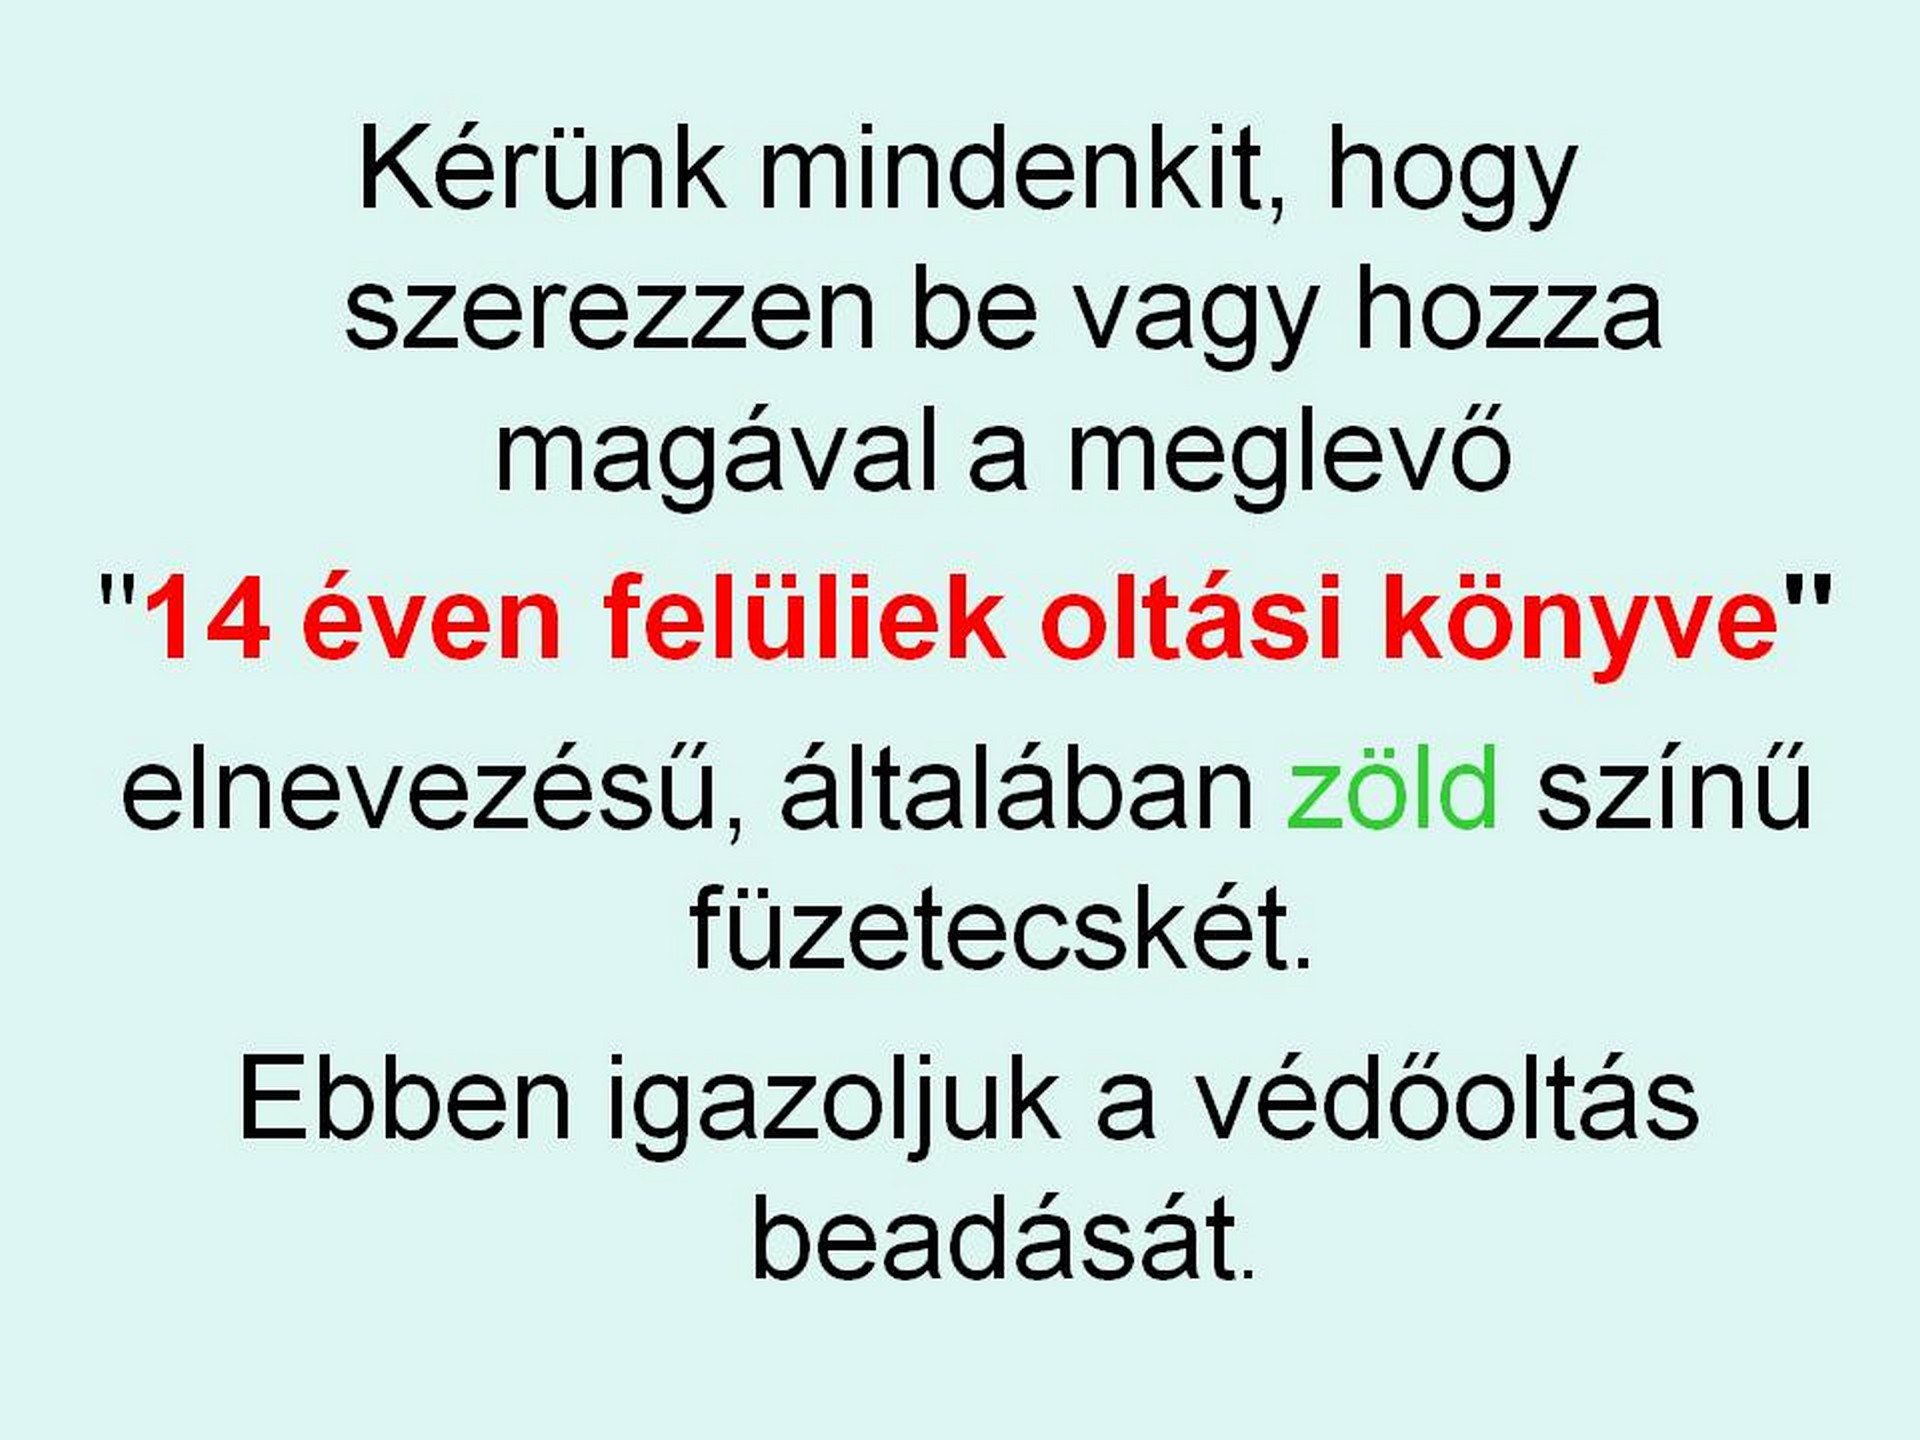 Kérünk mindenkit, hogy
szerezzen be vagy hozza
magával a meglevő
"14 éven felüliek oltási könyve"
elnevezésű, általában zöld színű
füzetecskét.
Ebben igazoljuk a védőoltás
beadását.